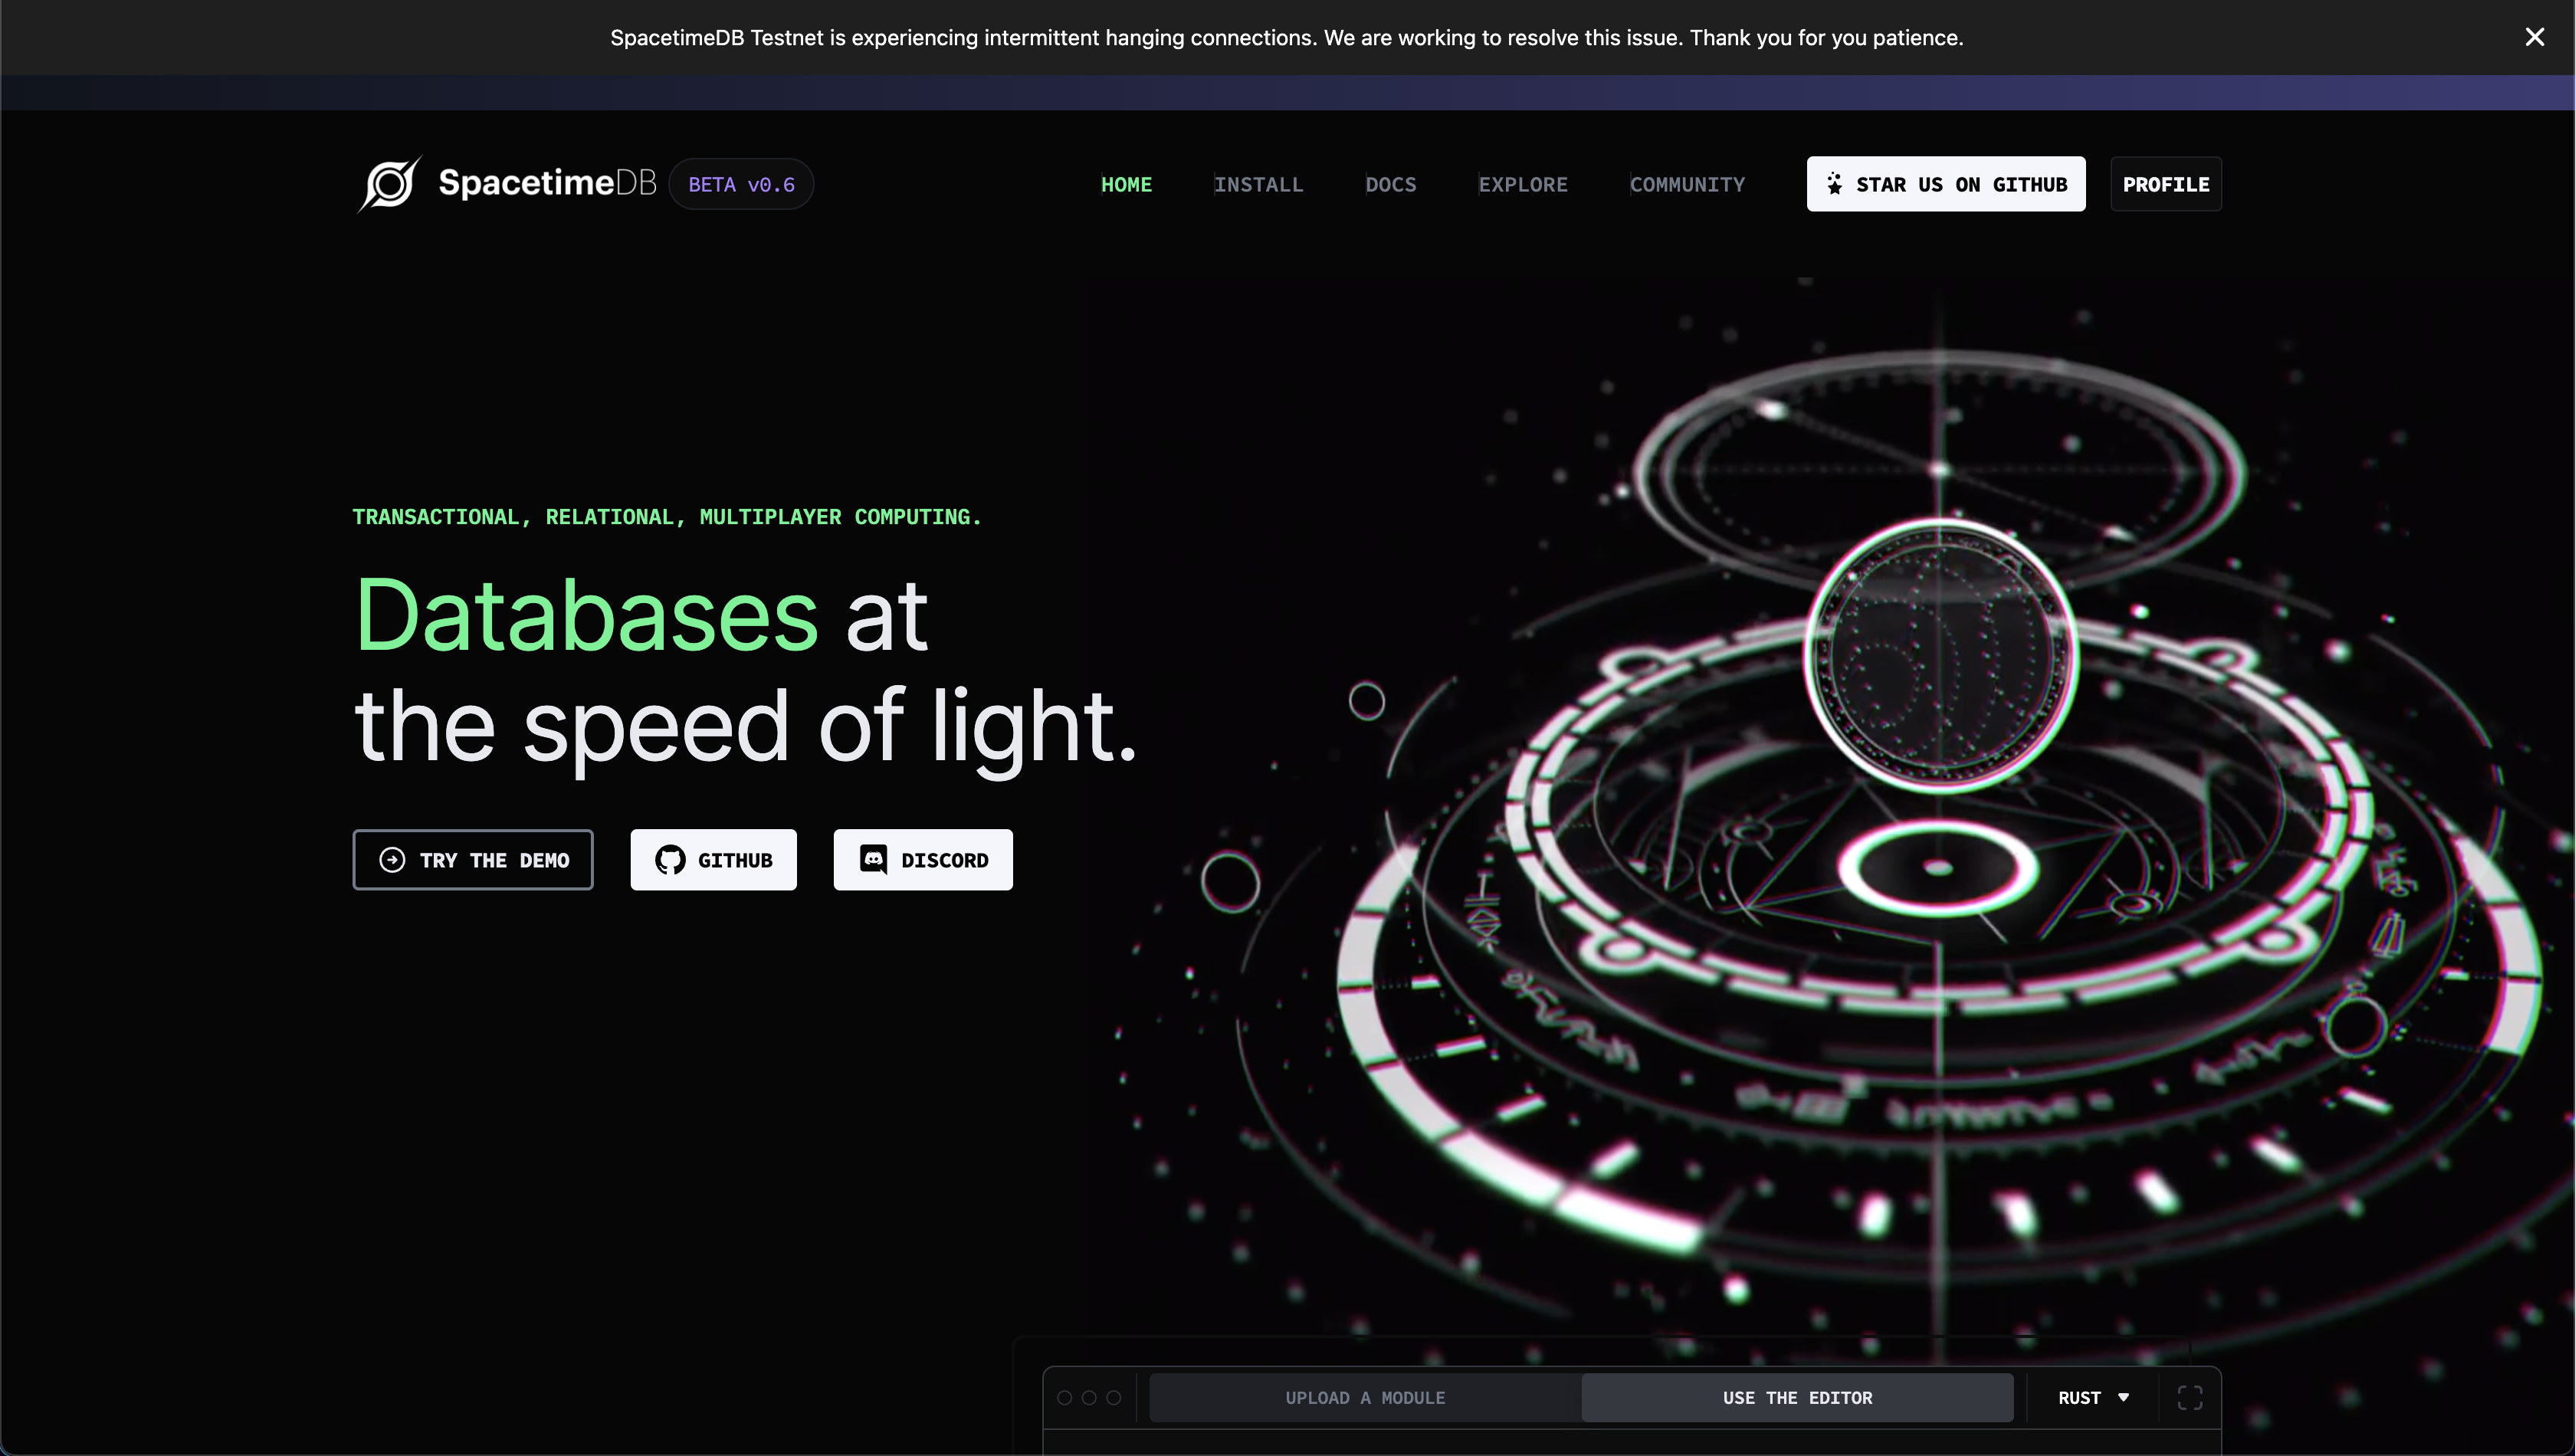 SpacetimeDB Testnet is experiencing intermittent hanging connections. We are working to resolve this issue. Thank you for you patience.
SpacetimeDB BETA v0.6 HOME INSTALL DOCS EXPLORE COMMUNITY STAR US ON GITHUB PROFILE
TRANSACTIONAL, RELATIONAL, MULTIPLAYER COMPUTING.
Databases at
the speed of light.
TRY THE DEMO GITHUB DISCORD
UPLOAD A MODULE USE THE EDITOR RUST